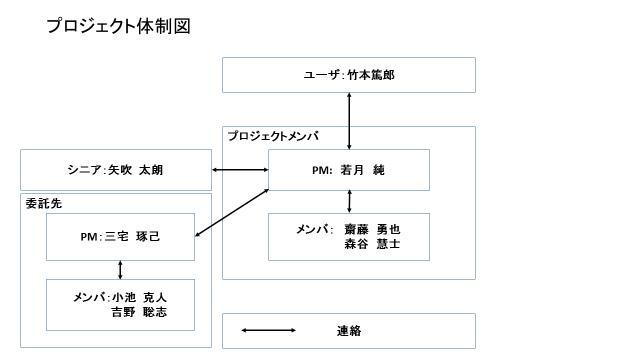 プロジェクト体制図
ユーザ：竹本篤郎
プロジェクトメンバ
シニア：矢吹　太朗
PM:　若月　純
委託先
PM：三宅　琢己
メンバ：　齋藤　勇也
森谷　慧士
メンバ：小池　克人
吉野　聡志
連絡